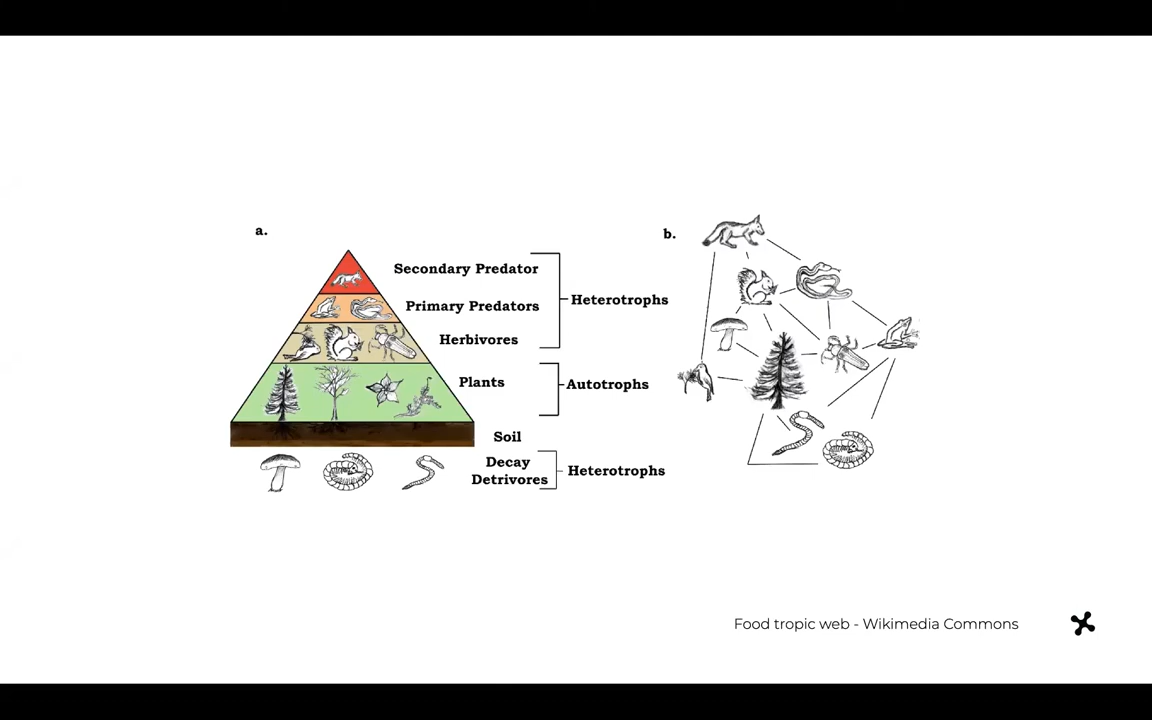 a.
Secondary Predator
Primary Predators
Heterotrophs
Herbivores
Plants
Autotrophs
Soil
Decay
Detrivores
Heterotrophs
b.
Food tropic web - Wikimedia Commons